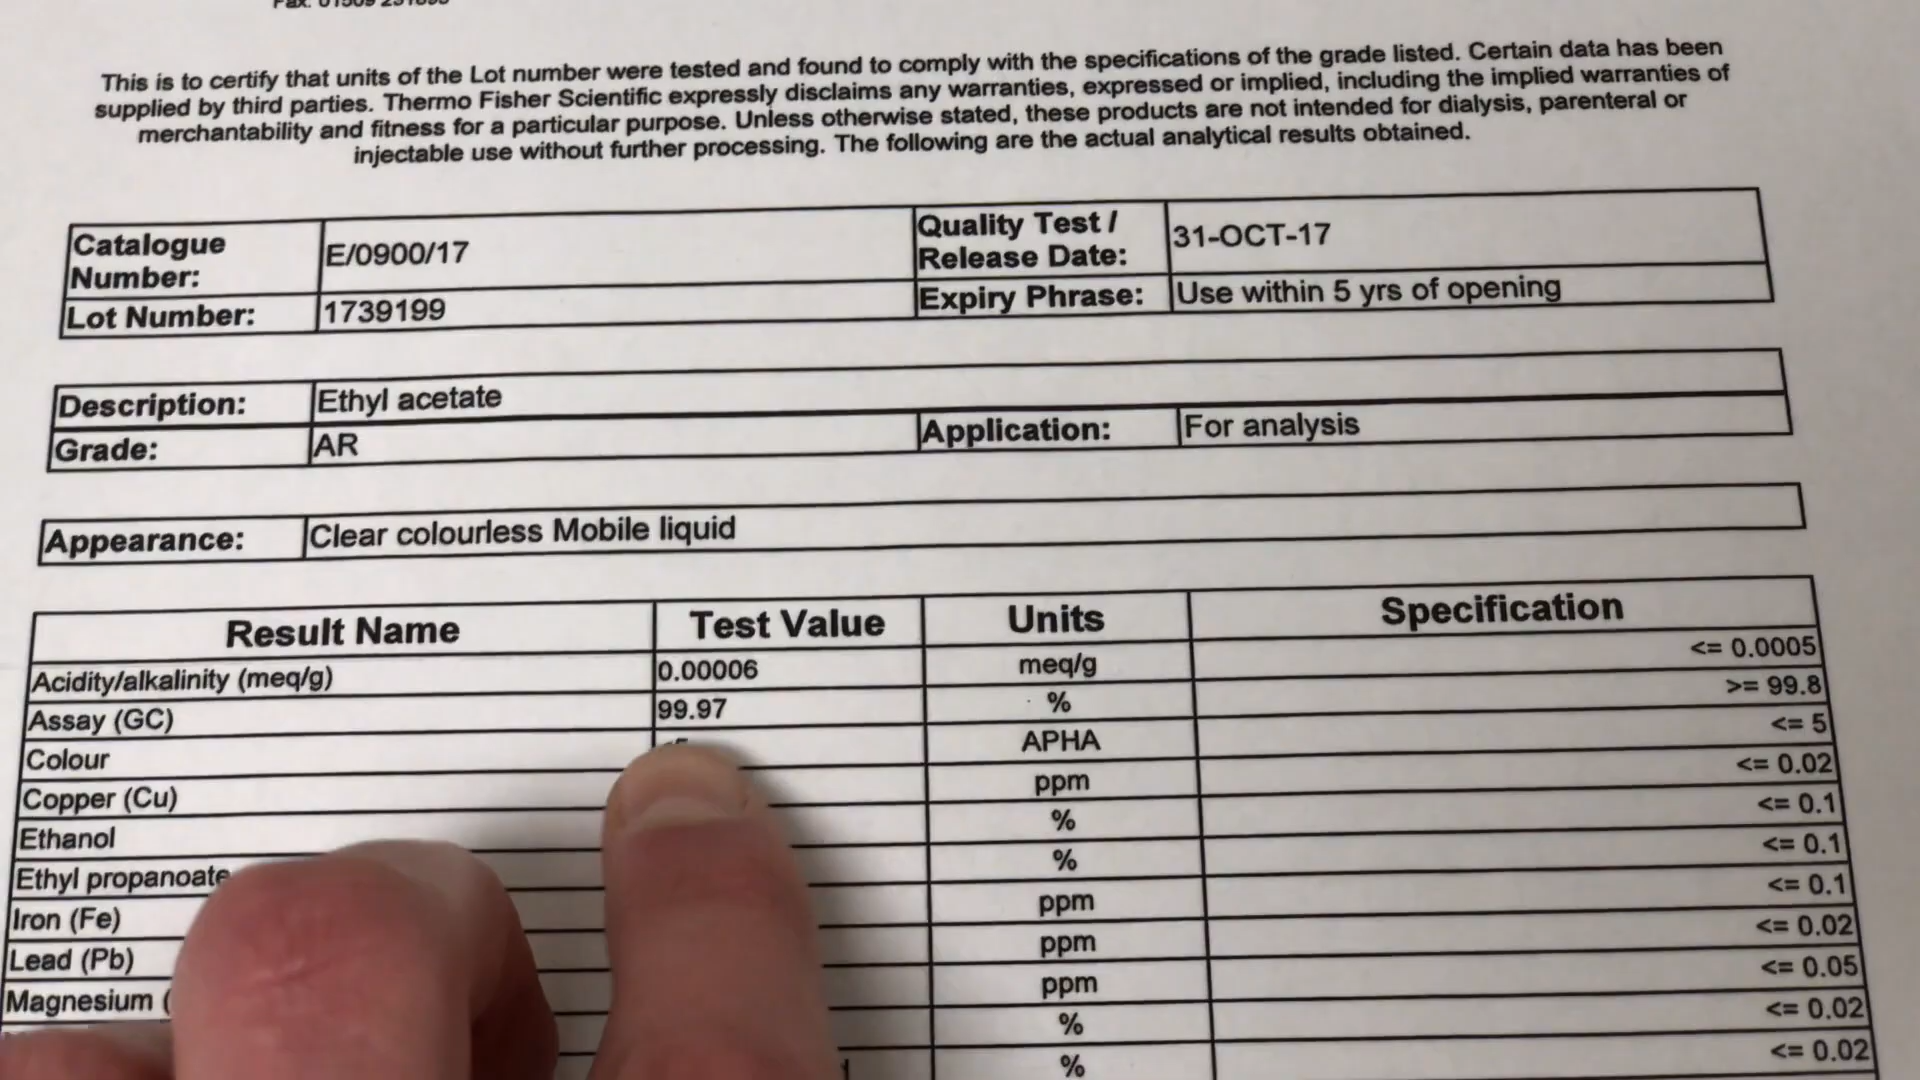 This is to certify that units of the Lot number were tested and found to comply with the specifications of the grade listed. Certain data has been
supplied by third parties. Thermo Fisher Scientific expressly disclaims any warranties, expressed or implied, including the implied warranties of
merchantability and fitness for a particular purpose. Unless otherwise stated, these products are not intended for dialysis, parenteral or
injectable use without further processing. The following are the actual analytical results obtained.
Catalogue Number: E/0900/17 Quality Test / Release Date: 31-OCT-17
Lot Number: 1739199 Expiry Phrase: Use within 5 yrs of opening
Description: Ethyl acetate
Grade: AR Application: For analysis
Appearance: Clear colourless Mobile liquid
Result Name Test Value Units Specification
Acidity/alkalinity (meq/g) 0.00006 meq/g <= 0.0005
Assay (GC) 99.97 % >= 99.8
Colour APHA <= 5
Copper (Cu) ppm <= 0.02
Ethanol % <= 0.1
Ethyl propanoate % <= 0.1
Iron (Fe) ppm <= 0.1
Lead (Pb) ppm <= 0.02
Magnesium ( ppm <= 0.05
% <= 0.02
% <= 0.02